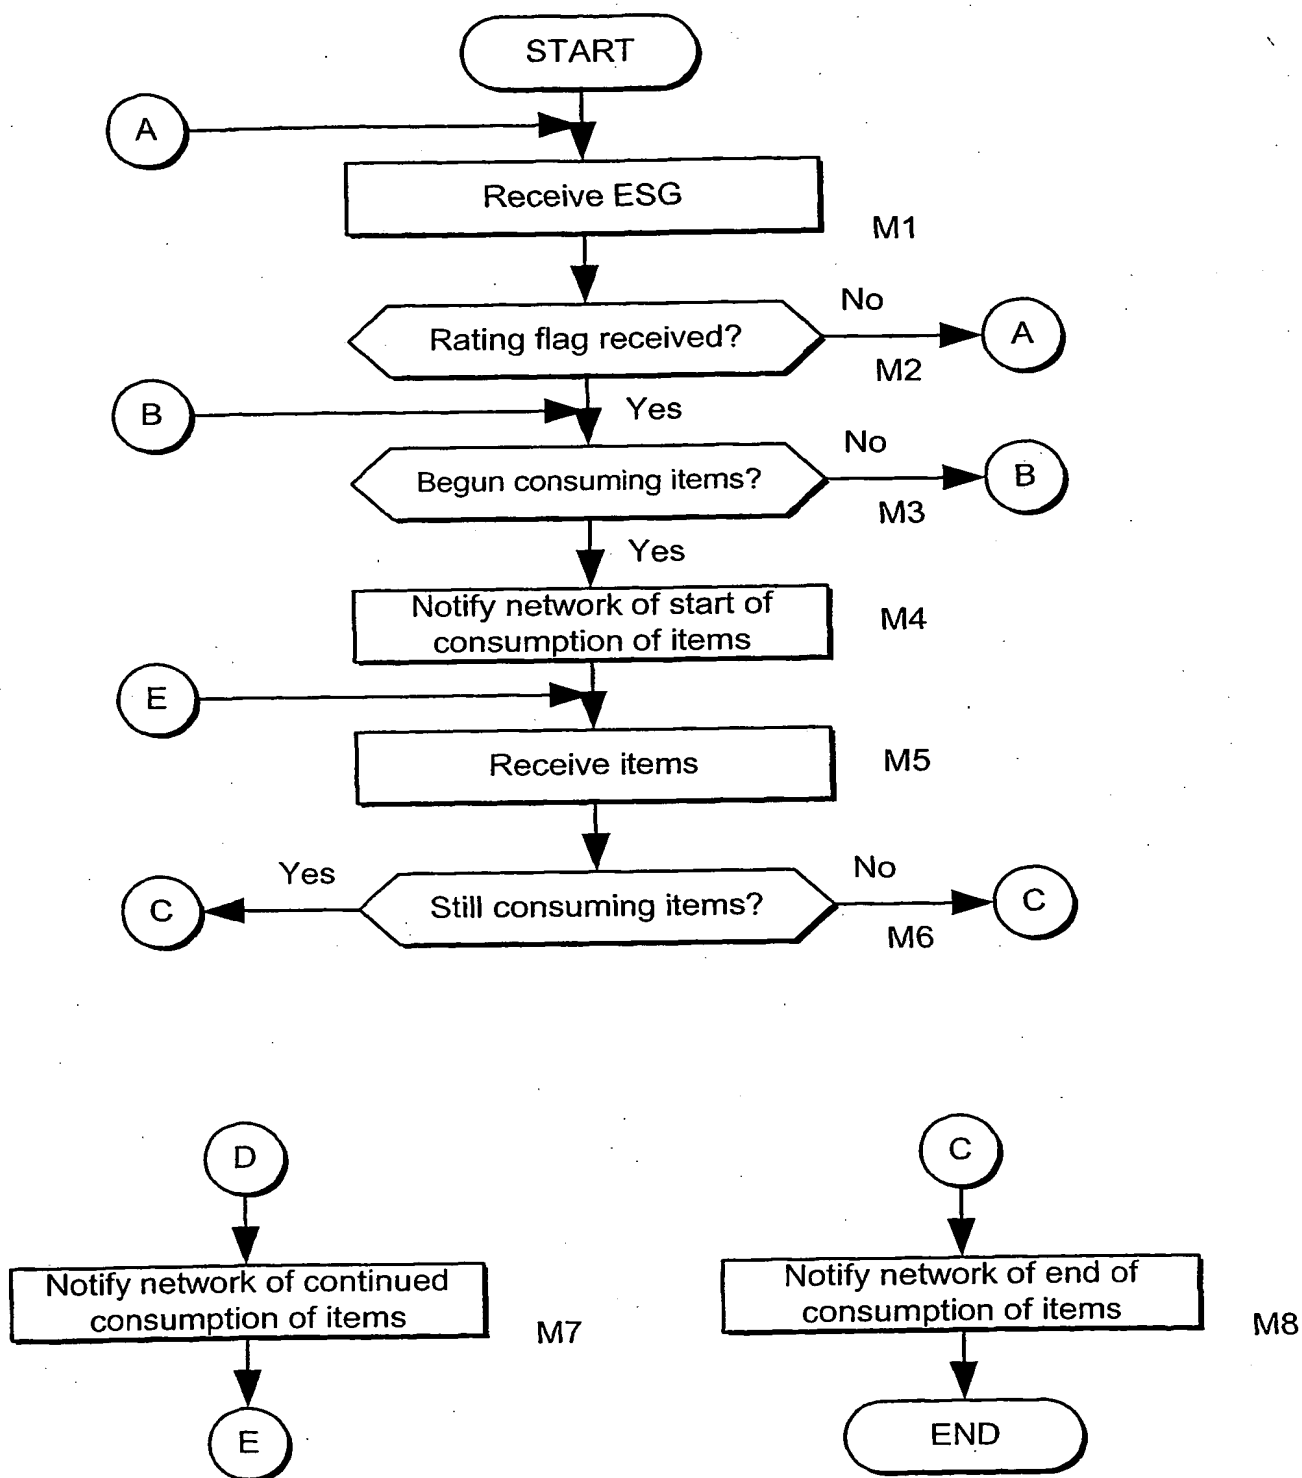 START
A
Receive ESG
M1
No
Rating flag received?
A
M2
B
Yes
No
Begun consuming items?
B
M3
Yes
Notify network of start of
consumption of items
M4
E
Receive items
M5
Yes
No
C
Still consuming items?
C
M6
D
C
Notify network of continued
consumption of items
M7
Notify network of end of
consumption of items
M8
E
END